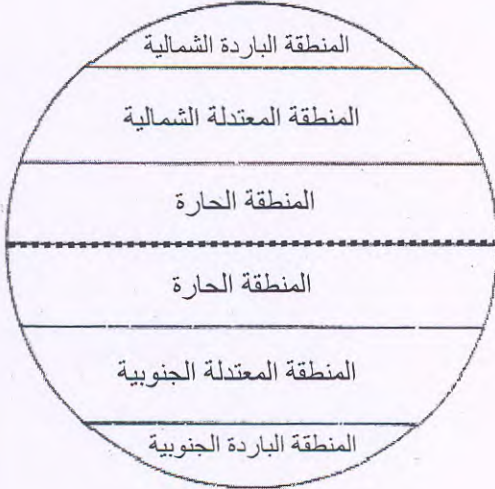 المنطقة الباردة الشمالية
المنطقة المعتدلة الشمالية
المنطقة الحارة
المنطقة الحارة
المنطقة المعتدلة الجنوبية
المنطقة الباردة الجنوبية